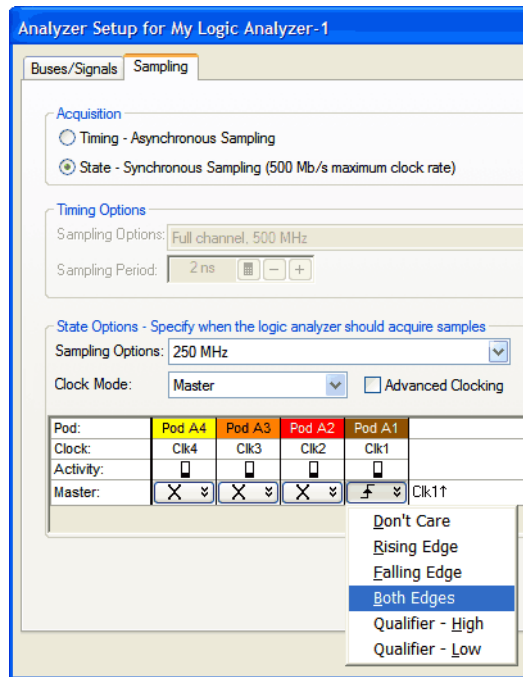 Analyzer Setup for My Logic Analyzer-1
Buses/Signals Sampling
Acquisition
Timing - Asynchronous Sampling
State - Synchronous Sampling (500 Mb/s maximum clock rate)
Timing Options
Sampling Options: Full channel, 500 MHz
Sampling Period: 2 ns
State Options - Specify when the logic analyzer should acquire samples
Sampling Options: 250 MHz
Clock Mode: Master Advanced Clocking
Pod: Pod A4 Pod A3 Pod A2 Pod A1
Clock: Clk4 Clk3 Clk2 Clk1
Activity:
Master: X X X Clk1↑
Don't Care
Rising Edge
Falling Edge
Both Edges
Qualifier - High
Qualifier - Low